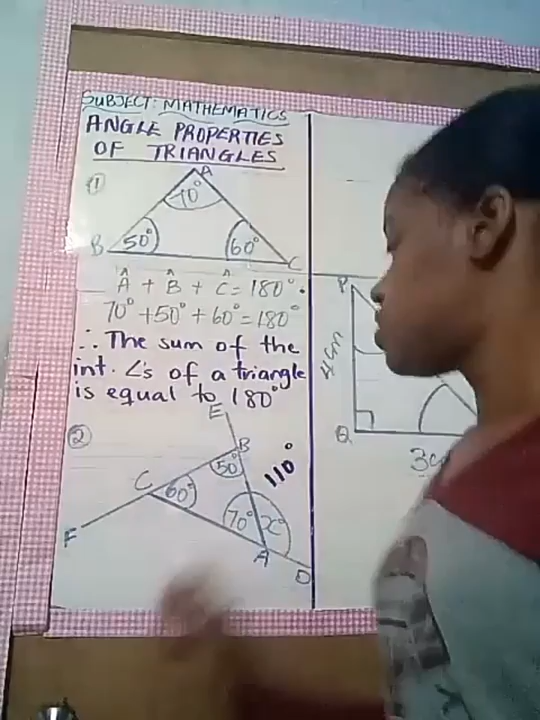 SUBJECT: MATHEMATICS
ANGLE PROPERTIES
OF TRIANGLES
①
A
70°
B 50° 60° C
Â + B̂ + Ĉ = 180°.
70° + 50° + 60° = 180°
∴ The sum of the
int. ∠'s of a triangle
is equal to 180°
②
E
B
50°
110°
C 60°
70° x°
F
A
D
P
4cm
Q